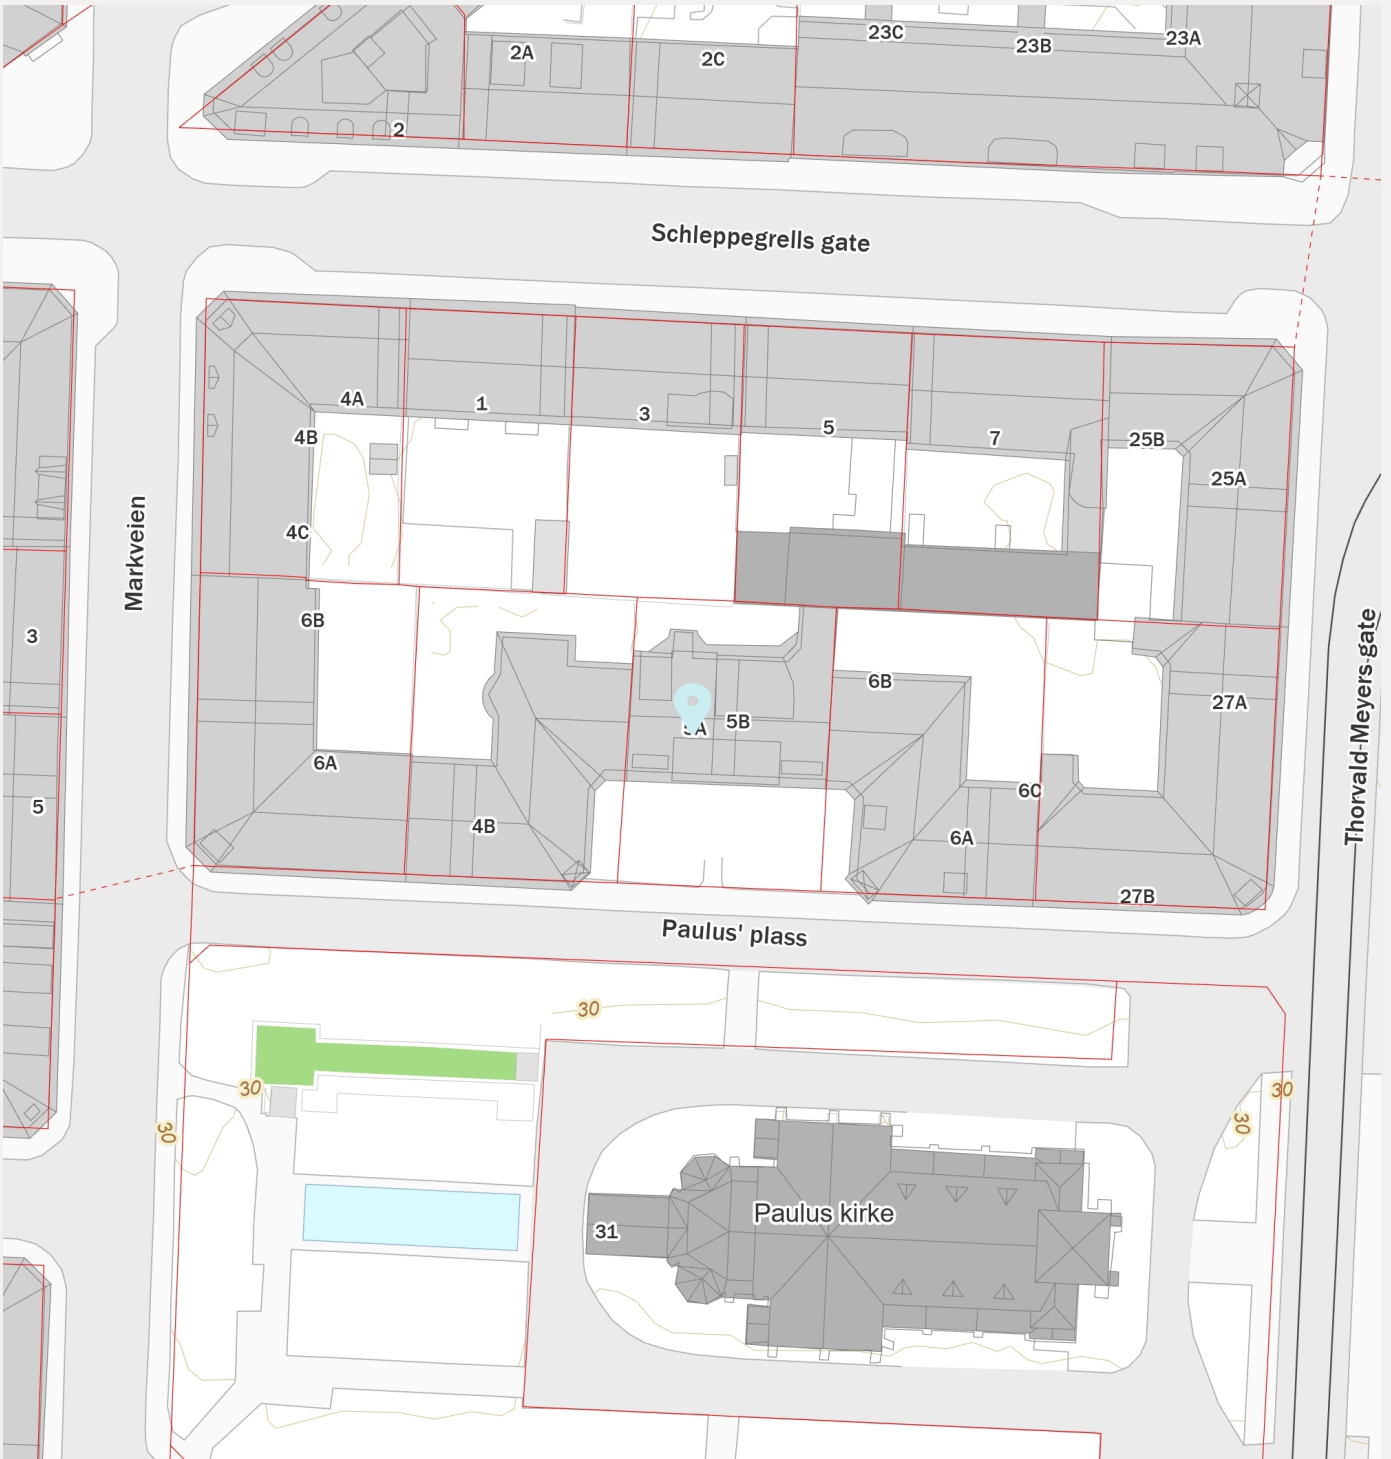 23C
23B
23A
2A
2C
2
Schleppegrells gate
4A
1
3
5
7
25B
4B
25A
4C
Markveien
6B
3
6B
27A
5A
5B
Thorvald-Meyers-gate
6A
6C
5
4B
6A
27B
Paulus' plass
30
30
30
30
30
Paulus kirke
31